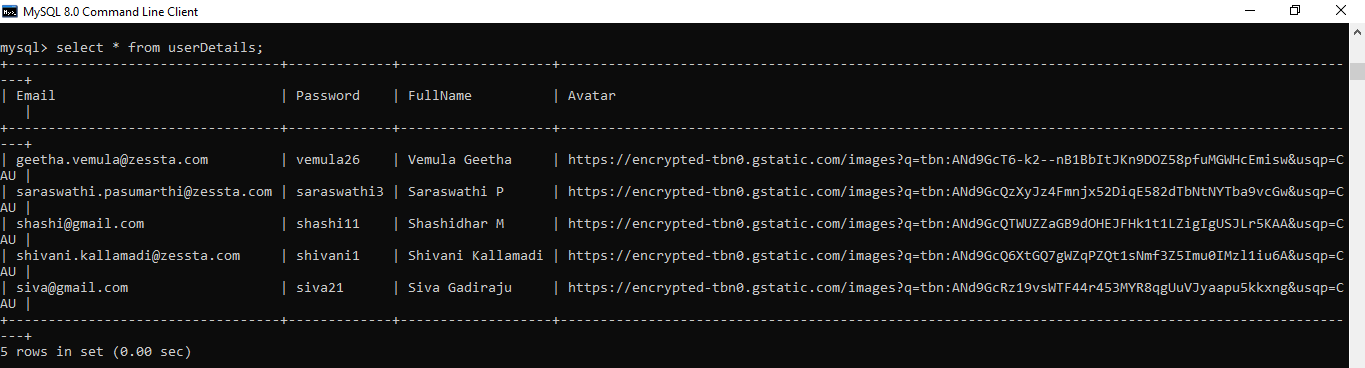 MySQL 8.0 Command Line Client
mysql> select * from userDetails;
+----------------------------------+-------------+-------------------+--------------------------------------------------------------------------------------------------
---+
| Email                            | Password    | FullName          | Avatar
   |
+----------------------------------+-------------+-------------------+--------------------------------------------------------------------------------------------------
---+
| geetha.vemula@zessta.com         | vemula26    | Vemula Geetha     | https://encrypted-tbn0.gstatic.com/images?q=tbn:ANd9GcT6-k2--nB1BbItJKn9DOZ58pfuMGWHcEmisw&usqp=C
AU |
| saraswathi.pasumarthi@zessta.com | saraswathi3 | Saraswathi P      | https://encrypted-tbn0.gstatic.com/images?q=tbn:ANd9GcQzXyJz4Fmnjx52DiqE582dTbNtNYTba9vcGw&usqp=C
AU |
| shashi@gmail.com                 | shashi11    | Shashidhar M      | https://encrypted-tbn0.gstatic.com/images?q=tbn:ANd9GcQTWUZZaGB9dOHEJFHk1t1LZigIgUSJLr5KAA&usqp=C
AU |
| shivani.kallamadi@zessta.com     | shivani1    | Shivani Kallamadi | https://encrypted-tbn0.gstatic.com/images?q=tbn:ANd9GcQ6XtGQ7gWZqPZQt1sNmf3Z5Imu0IMzl1iu6A&usqp=C
AU |
| siva@gmail.com                   | siva21      | Siva Gadiraju     | https://encrypted-tbn0.gstatic.com/images?q=tbn:ANd9GcRz19vsWTF44r453MYR8qgUuVJyaapu5kkxng&usqp=C
AU |
+----------------------------------+-------------+-------------------+--------------------------------------------------------------------------------------------------
---+
5 rows in set (0.00 sec)